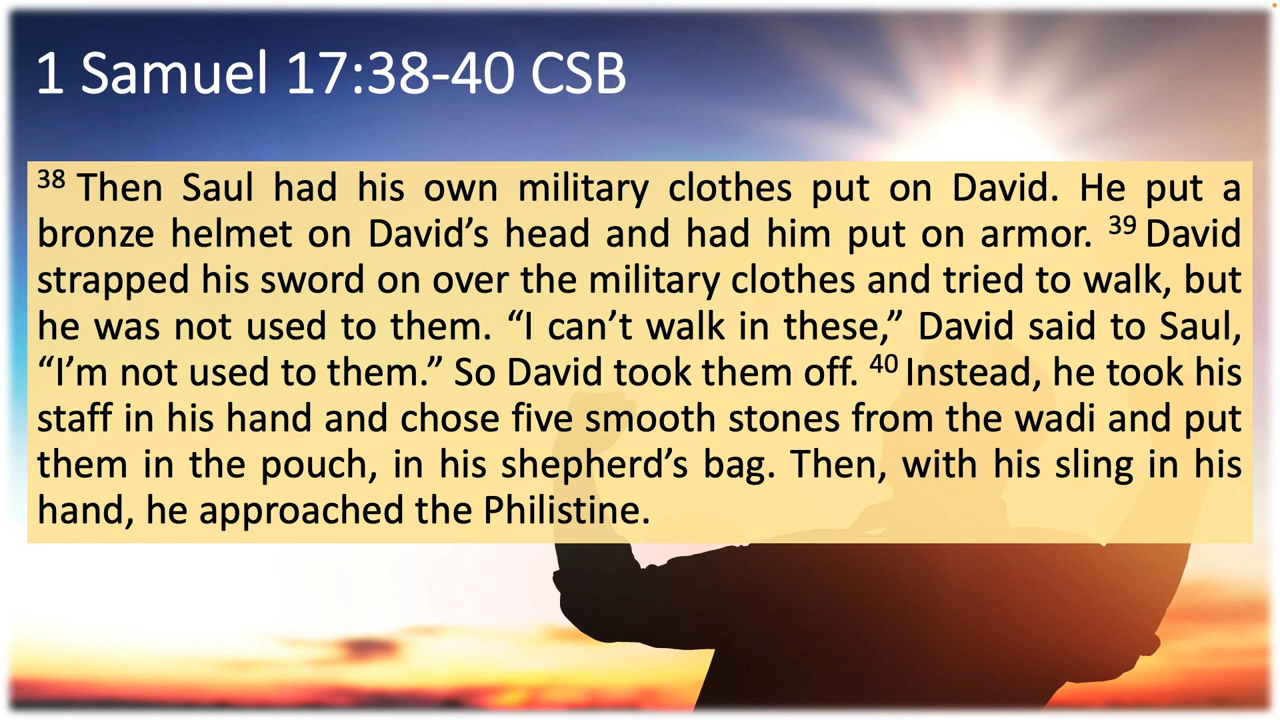 1 Samuel 17:38-40 CSB
38 Then Saul had his own military clothes put on David. He put a
bronze helmet on David’s head and had him put on armor. 39 David
strapped his sword on over the military clothes and tried to walk, but
he was not used to them. “I can’t walk in these,” David said to Saul,
“I’m not used to them.” So David took them off. 40 Instead, he took his
staff in his hand and chose five smooth stones from the wadi and put
them in the pouch, in his shepherd’s bag. Then, with his sling in his
hand, he approached the Philistine.